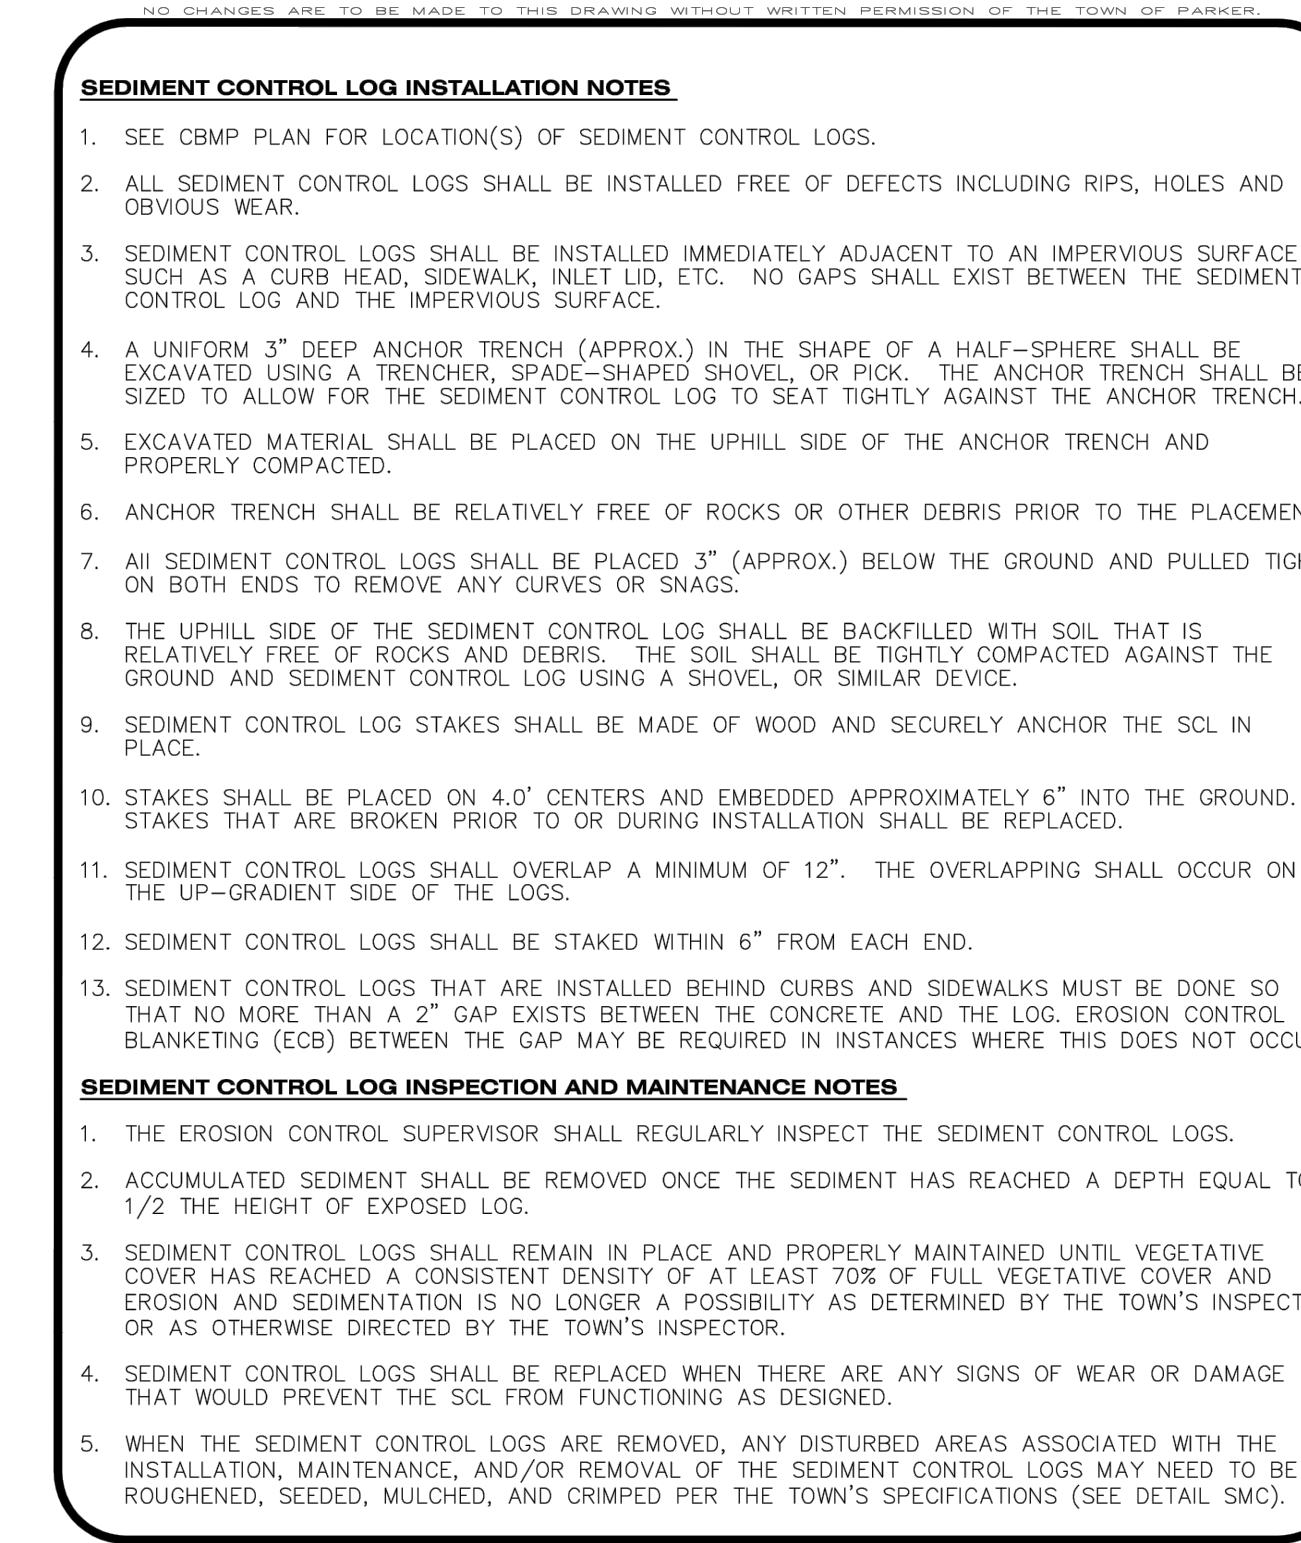 NO CHANGES ARE TO BE MADE TO THIS DRAWING WITHOUT WRITTEN PERMISSION OF THE TOWN OF PARKER.
SEDIMENT CONTROL LOG INSTALLATION NOTES
1. SEE CBMP PLAN FOR LOCATION(S) OF SEDIMENT CONTROL LOGS.
2. ALL SEDIMENT CONTROL LOGS SHALL BE INSTALLED FREE OF DEFECTS INCLUDING RIPS, HOLES AND
OBVIOUS WEAR.
3. SEDIMENT CONTROL LOGS SHALL BE INSTALLED IMMEDIATELY ADJACENT TO AN IMPERVIOUS SURFACE
SUCH AS A CURB HEAD, SIDEWALK, INLET LID, ETC. NO GAPS SHALL EXIST BETWEEN THE SEDIMENT
CONTROL LOG AND THE IMPERVIOUS SURFACE.
4. A UNIFORM 3” DEEP ANCHOR TRENCH (APPROX.) IN THE SHAPE OF A HALF–SPHERE SHALL BE
EXCAVATED USING A TRENCHER, SPADE–SHAPED SHOVEL, OR PICK. THE ANCHOR TRENCH SHALL BE
SIZED TO ALLOW FOR THE SEDIMENT CONTROL LOG TO SEAT TIGHTLY AGAINST THE ANCHOR TRENCH.
5. EXCAVATED MATERIAL SHALL BE PLACED ON THE UPHILL SIDE OF THE ANCHOR TRENCH AND
PROPERLY COMPACTED.
6. ANCHOR TRENCH SHALL BE RELATIVELY FREE OF ROCKS OR OTHER DEBRIS PRIOR TO THE PLACEMEN
7. All SEDIMENT CONTROL LOGS SHALL BE PLACED 3” (APPROX.) BELOW THE GROUND AND PULLED TIGH
ON BOTH ENDS TO REMOVE ANY CURVES OR SNAGS.
8. THE UPHILL SIDE OF THE SEDIMENT CONTROL LOG SHALL BE BACKFILLED WITH SOIL THAT IS
RELATIVELY FREE OF ROCKS AND DEBRIS. THE SOIL SHALL BE TIGHTLY COMPACTED AGAINST THE
GROUND AND SEDIMENT CONTROL LOG USING A SHOVEL, OR SIMILAR DEVICE.
9. SEDIMENT CONTROL LOG STAKES SHALL BE MADE OF WOOD AND SECURELY ANCHOR THE SCL IN
PLACE.
10. STAKES SHALL BE PLACED ON 4.0’ CENTERS AND EMBEDDED APPROXIMATELY 6” INTO THE GROUND.
STAKES THAT ARE BROKEN PRIOR TO OR DURING INSTALLATION SHALL BE REPLACED.
11. SEDIMENT CONTROL LOGS SHALL OVERLAP A MINIMUM OF 12”. THE OVERLAPPING SHALL OCCUR ON
THE UP–GRADIENT SIDE OF THE LOGS.
12. SEDIMENT CONTROL LOGS SHALL BE STAKED WITHIN 6” FROM EACH END.
13. SEDIMENT CONTROL LOGS THAT ARE INSTALLED BEHIND CURBS AND SIDEWALKS MUST BE DONE SO
THAT NO MORE THAN A 2” GAP EXISTS BETWEEN THE CONCRETE AND THE LOG. EROSION CONTROL
BLANKETING (ECB) BETWEEN THE GAP MAY BE REQUIRED IN INSTANCES WHERE THIS DOES NOT OCCU
SEDIMENT CONTROL LOG INSPECTION AND MAINTENANCE NOTES
1. THE EROSION CONTROL SUPERVISOR SHALL REGULARLY INSPECT THE SEDIMENT CONTROL LOGS.
2. ACCUMULATED SEDIMENT SHALL BE REMOVED ONCE THE SEDIMENT HAS REACHED A DEPTH EQUAL TO
1/2 THE HEIGHT OF EXPOSED LOG.
3. SEDIMENT CONTROL LOGS SHALL REMAIN IN PLACE AND PROPERLY MAINTAINED UNTIL VEGETATIVE
COVER HAS REACHED A CONSISTENT DENSITY OF AT LEAST 70% OF FULL VEGETATIVE COVER AND
EROSION AND SEDIMENTATION IS NO LONGER A POSSIBILITY AS DETERMINED BY THE TOWN’S INSPECT
OR AS OTHERWISE DIRECTED BY THE TOWN’S INSPECTOR.
4. SEDIMENT CONTROL LOGS SHALL BE REPLACED WHEN THERE ARE ANY SIGNS OF WEAR OR DAMAGE
THAT WOULD PREVENT THE SCL FROM FUNCTIONING AS DESIGNED.
5. WHEN THE SEDIMENT CONTROL LOGS ARE REMOVED, ANY DISTURBED AREAS ASSOCIATED WITH THE
INSTALLATION, MAINTENANCE, AND/OR REMOVAL OF THE SEDIMENT CONTROL LOGS MAY NEED TO BE
ROUGHENED, SEEDED, MULCHED, AND CRIMPED PER THE TOWN’S SPECIFICATIONS (SEE DETAIL SMC).